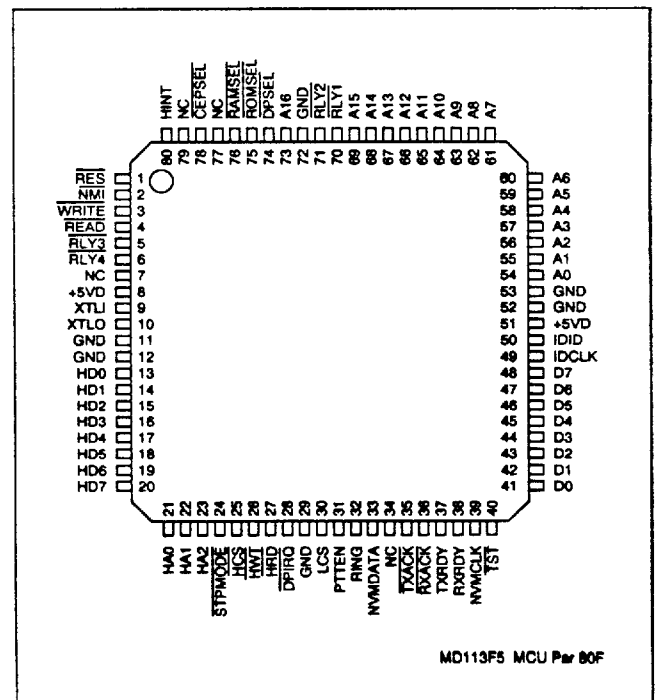 HINT
NC
CEPSEL
NC
RAMSEL
ROMSEL
DPSEL
A16
GND
RLY2
RLY1
A15
A14
A13
A12
A11
A10
A9
A8
A7
80
79
78
77
76
75
74
73
72
71
70
69
68
67
66
65
64
63
62
61
RES 1
NMI 2
WRITE 3
READ 4
RLY3 5
RLY4 6
NC 7
+5VD 8
XTLI 9
XTLO 10
GND 11
GND 12
HD0 13
HD1 14
HD2 15
HD3 16
HD4 17
HD5 18
HD6 19
HD7 20
60 A6
59 A5
58 A4
57 A3
56 A2
55 A1
54 A0
53 GND
52 GND
51 +5VD
50 IDID
49 IDCLK
48 D7
47 D6
46 D5
45 D4
44 D3
43 D2
42 D1
41 D0
21
22
23
24
25
26
27
28
29
30
31
32
33
34
35
36
37
38
39
40
HA0
HA1
HA2
STPMODE
HCS
HWT
HRD
DPIRQ
GND
LCS
PTTEN
RING
NVMDATA
NC
TXACK
RXACK
TXRDY
RXRDY
NVMCLK
TST
MD113F5 MCU Par 80F